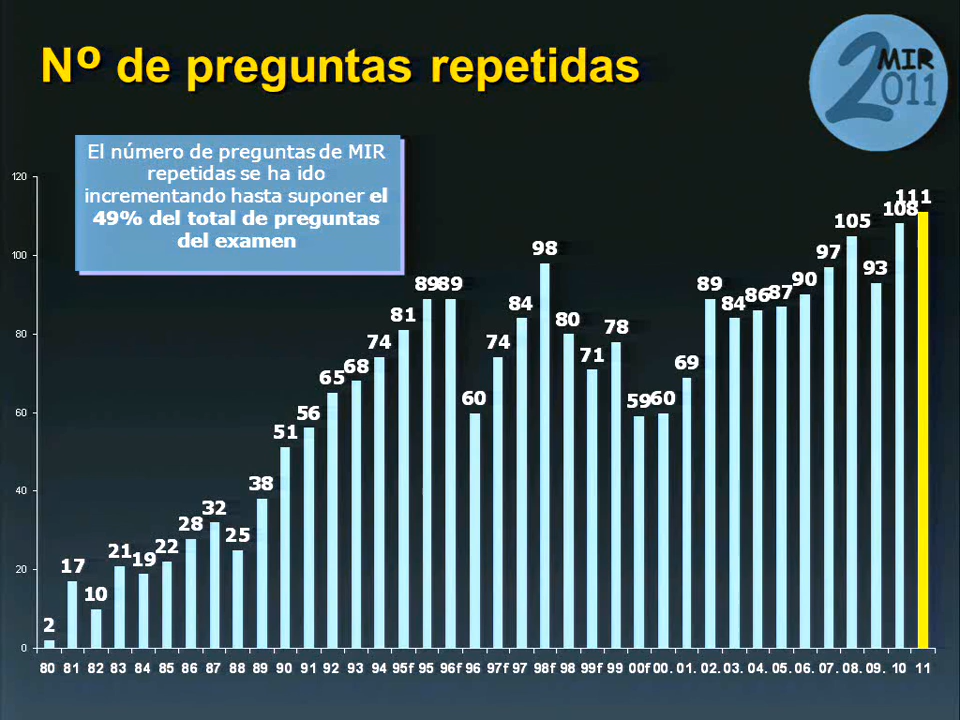 Nº de preguntas repetidas
2 MIR
011
El número de preguntas de MIR
repetidas se ha ido
incrementando hasta suponer el
49% del total de preguntas
del examen
120
100
80
60
40
20
0
2 17 10 21 19 22 28 32 25 38 51 56 65 68 74 81 89 89 60 74 84 98 80 71 78 59 60 69 89 84 86 87 90 97 105 93 108 111
80 81 82 83 84 85 86 87 88 89 90 91 92 93 94 95f 95 96f 96 97f 97 98f 98 99f 99 00f 00. 01. 02. 03. 04. 05. 06. 07. 08. 09. 10 11